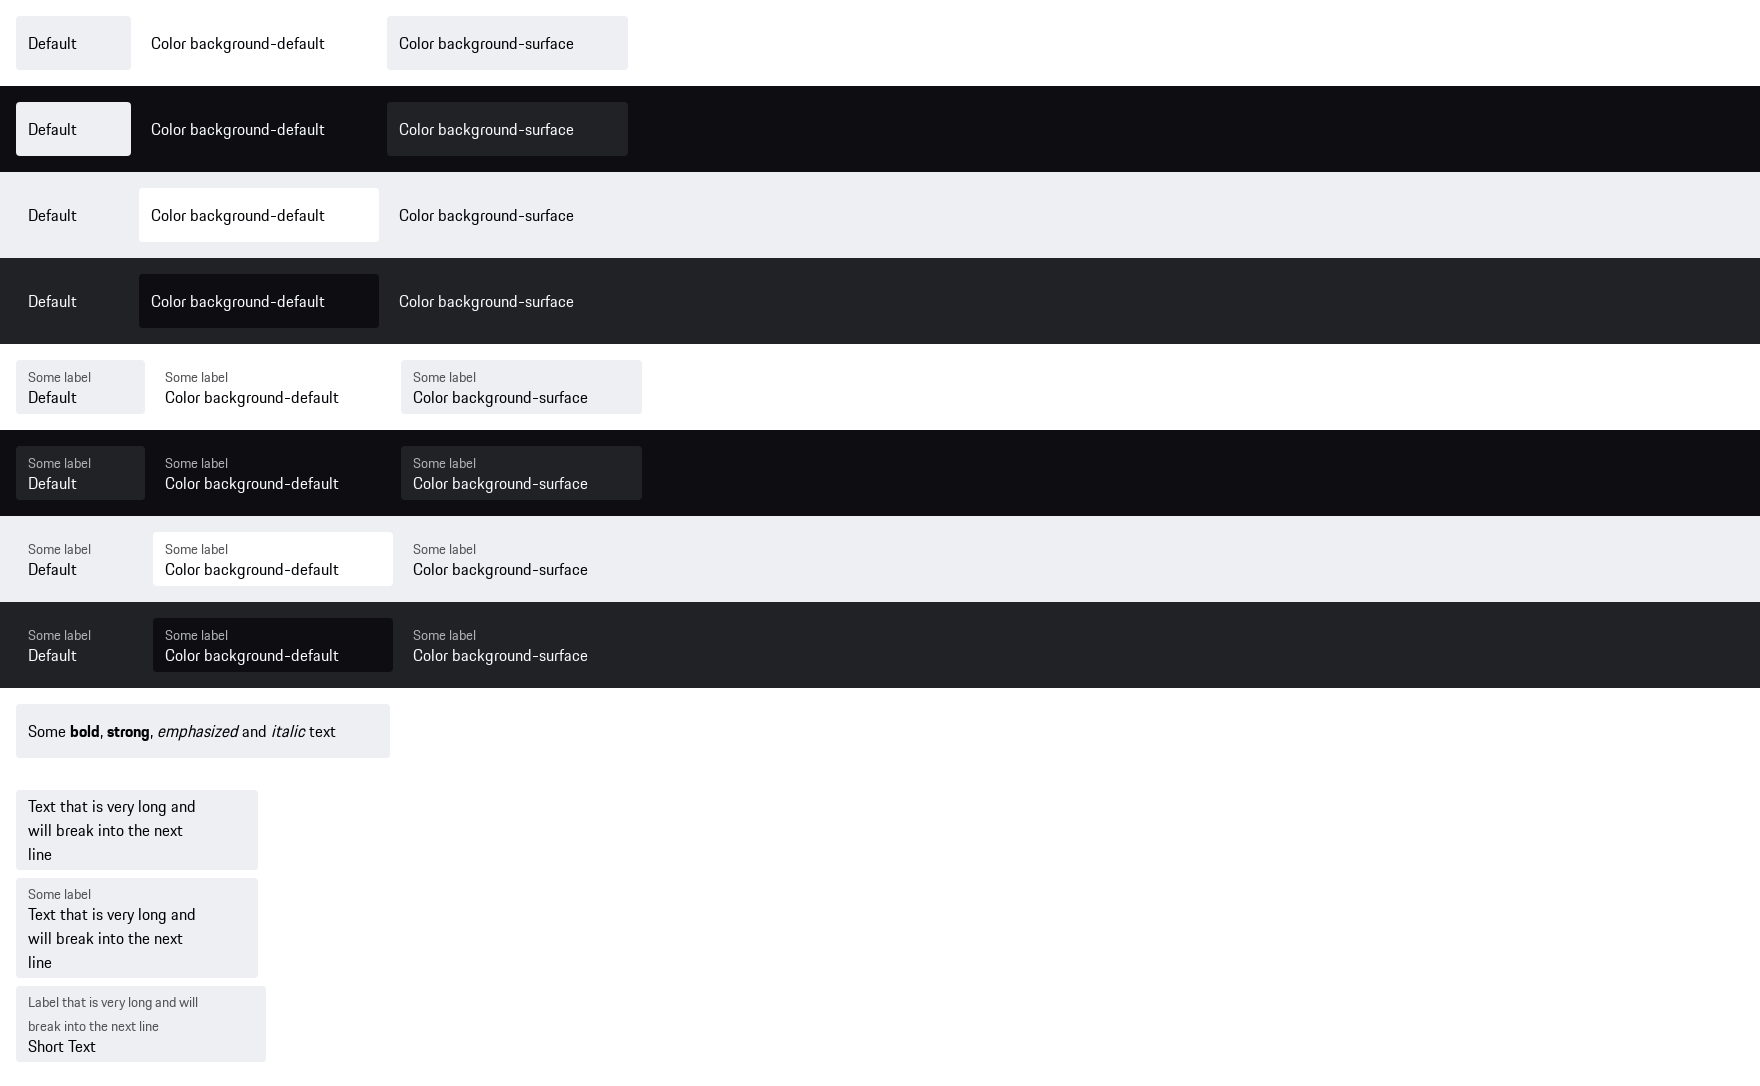 Default Color background-default Color background-surface
Default Color background-default Color background-surface
Default Color background-default Color background-surface
Default Color background-default Color background-surface
Some label Some label Some label
Default Color background-default Color background-surface
Some label Some label Some label
Default Color background-default Color background-surface
Some label Some label Some label
Default Color background-default Color background-surface
Some label Some label Some label
Default Color background-default Color background-surface
Some bold, strong, emphasized and italic text
Text that is very long and
will break into the next
line
Some label
Text that is very long and
will break into the next
line
Label that is very long and will
break into the next line
Short Text